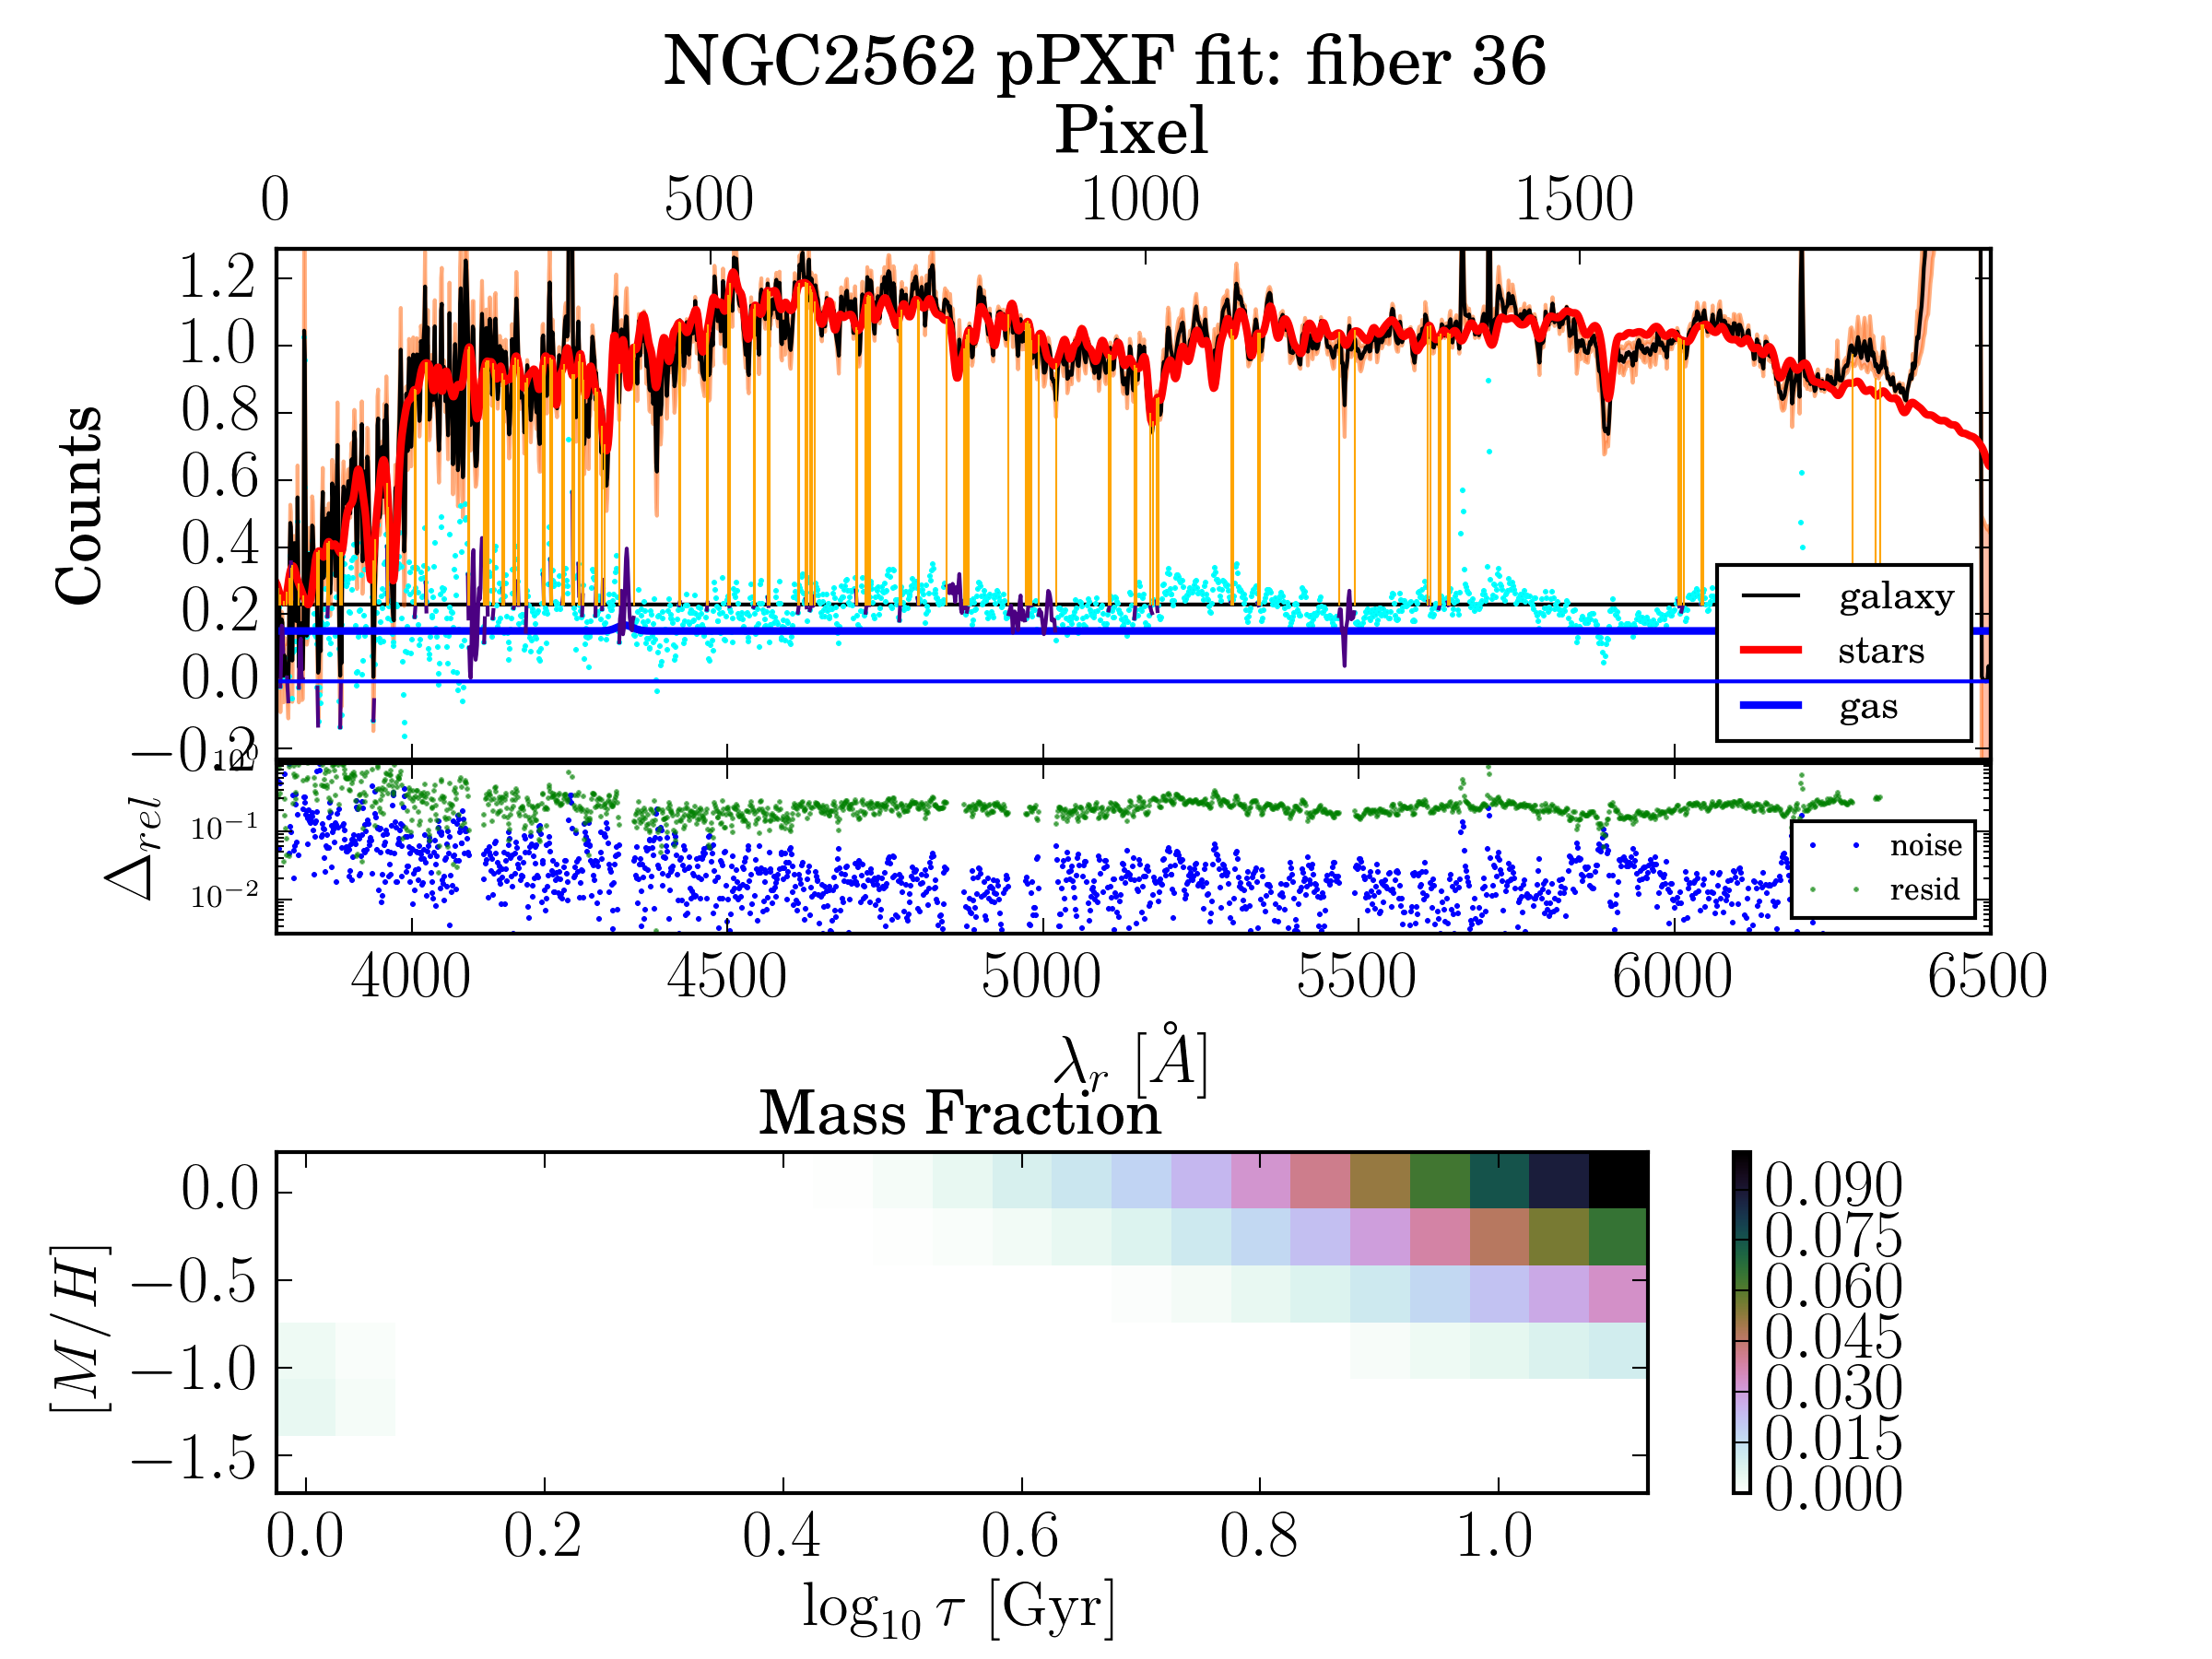 NGC2562 pPXF fit: fiber 36
Pixel
0 500 1000 1500
Counts
1.2
1.0
0.8
0.6
0.4
0.2
0.0
−0.2
galaxy
stars
gas
Δrel
10⁰
10⁻¹
10⁻²
noise
resid
4000 4500 5000 5500 6000 6500
λr [Å]
Mass Fraction
[M/H]
0.0
−0.5
−1.0
−1.5
0.090
0.075
0.060
0.045
0.030
0.015
0.000
0.0 0.2 0.4 0.6 0.8 1.0
log₁₀ τ [Gyr]